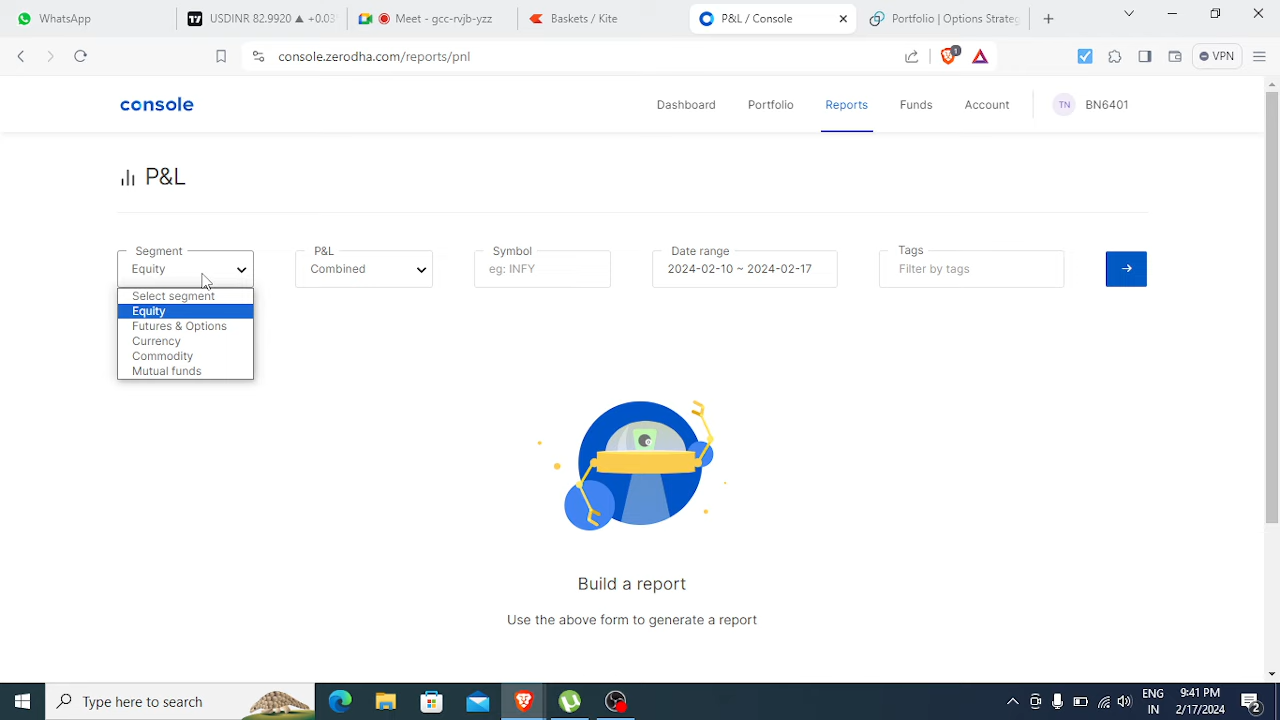 WhatsApp
USDINR 82.9920 ▲ +0.03
Meet - gcc-rvjb-yzz
Baskets / Kite
P&L / Console
Portfolio | Options Strateg
console.zerodha.com/reports/pnl
1
VPN
console
Dashboard
Portfolio
Reports
Funds
Account
TN
BN6401
P&L
Segment
Equity
P&L
Combined
Symbol
eg: INFY
Date range
2024-02-10 ~ 2024-02-17
Tags
Filter by tags
Select segment
Equity
Futures & Options
Currency
Commodity
Mutual funds
Build a report
Use the above form to generate a report
Type here to search
ENG
IN
9:41 PM
2/17/2024
2